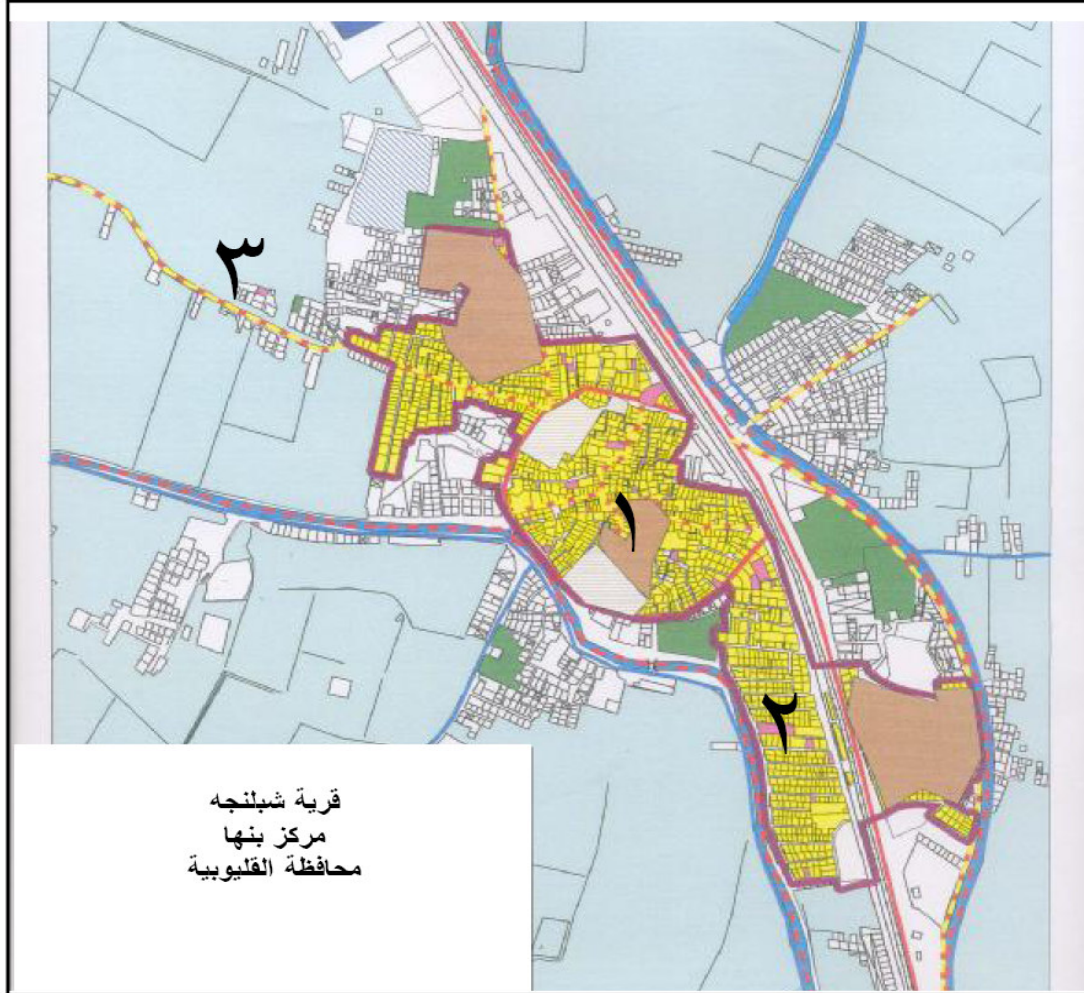 ٣
١
٢
قرية شبلنجه
مركز بنها
محافظة القليوبية